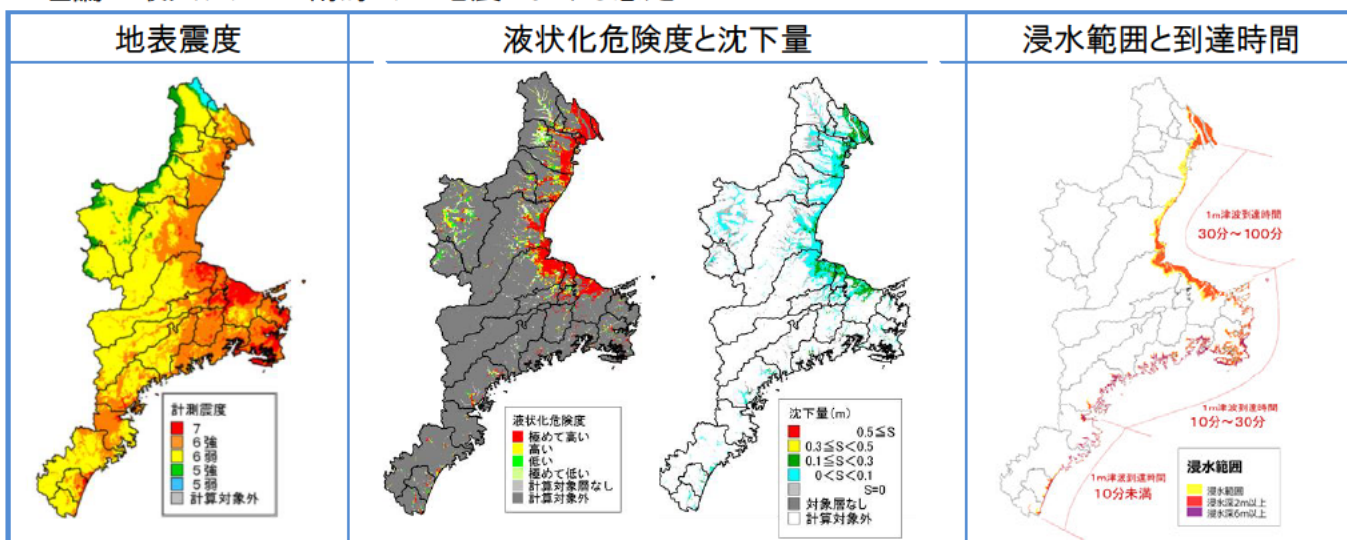 地表震度
液状化危険度と沈下量
浸水範囲と到達時間
計測震度
7
6強
6弱
5強
5弱
計算対象外
液状化危険度
極めて高い
高い
低い
極めて低い
計算対象層なし
計算対象外
沈下量(m)
0.5≦S
0.3≦S<0.5
0.1≦S<0.3
0<S<0.1
S=0
対象層なし
計算対象外
1m津波到達時間
30分~100分
1m津波到達時間
10分~30分
1m津波到達時間
10分未満
浸水範囲
浸水範囲
浸水深2m以上
浸水深6m以上